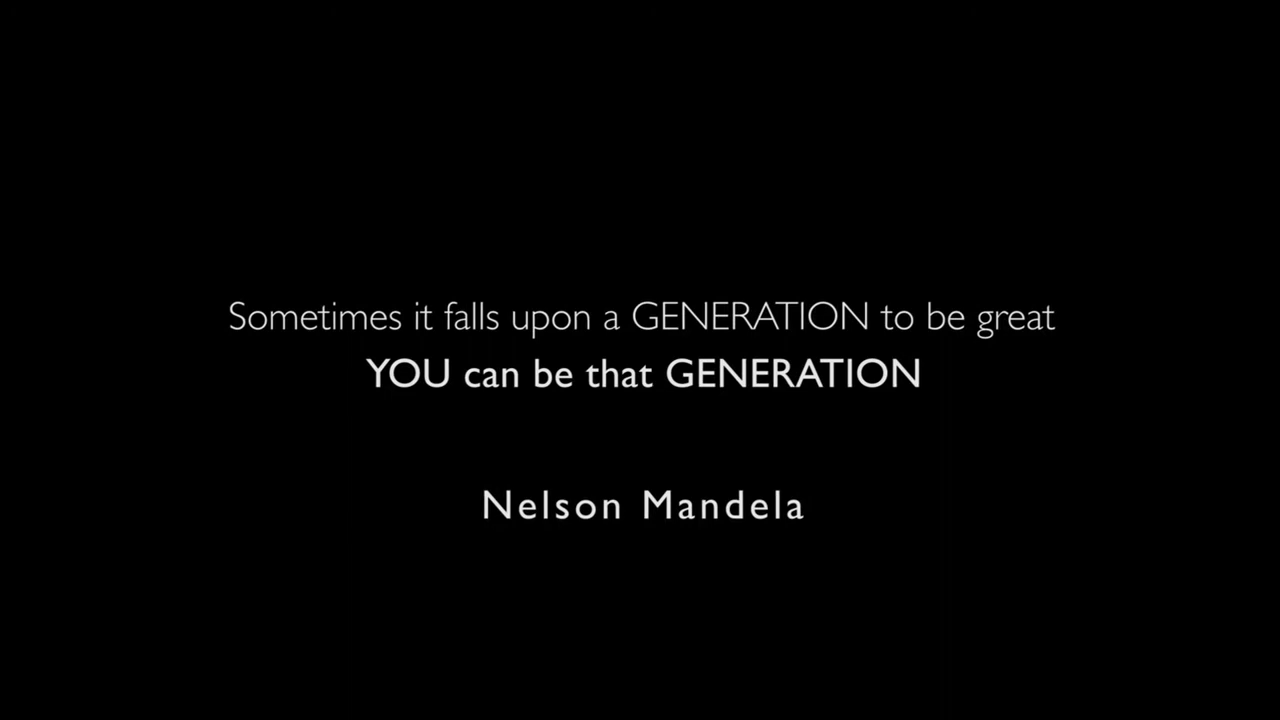 Sometimes it falls upon a GENERATION to be great
YOU can be that GENERATION
Nelson Mandela